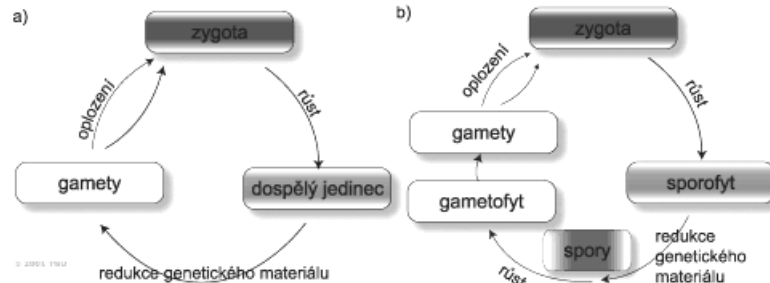 a)
zygota
oplození
růst
gamety
dospělý jedinec
redukce genetického materiálu
b)
zygota
oplození
růst
gamety
gametofyt
sporofyt
spory
růst
redukce
genetického
materiálu